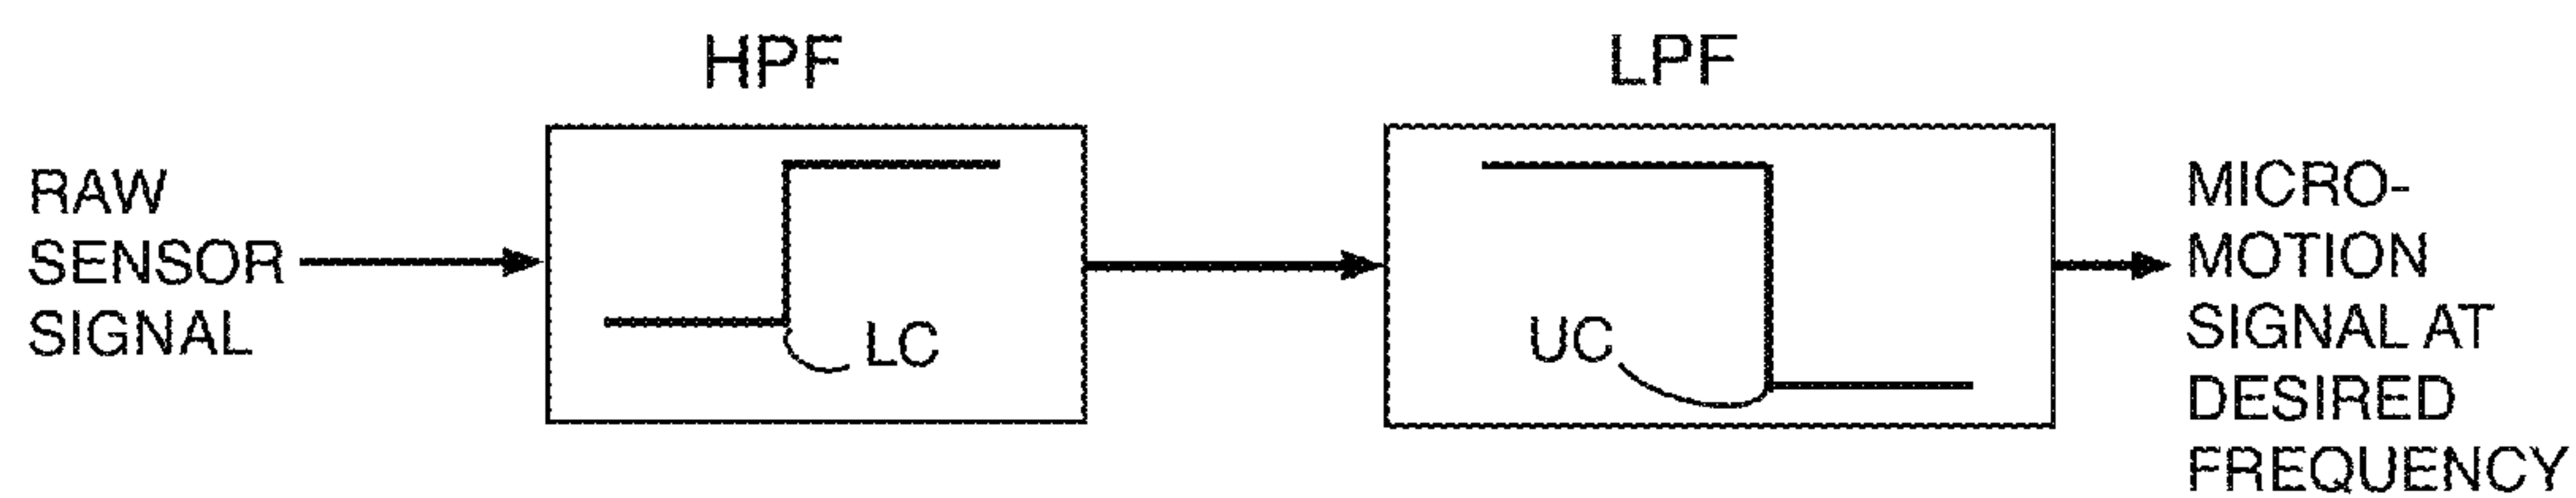 HPF
LPF
RAW
SENSOR
SIGNAL
LC
UC
MICRO-
MOTION
SIGNAL AT
DESIRED
FREQUENCY